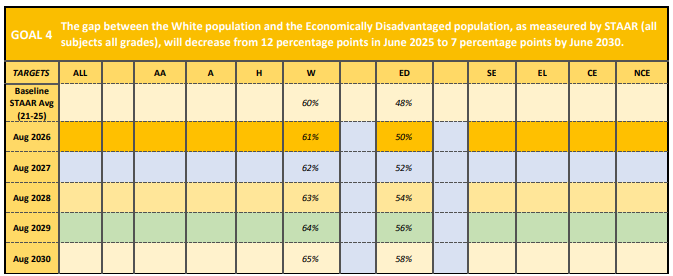 GOAL 4
The gap between the White population and the Economically Disadvantaged population, as measeured by STAAR (all
subjects all grades), will decrease from 12 percentage points in June 2025 to 7 percentage points by June 2030.
TARGETS ALL AA A H W ED SE EL CE NCE
Baseline
STAAR Avg
(21-25)
60% 48%
Aug 2026 61% 50%
Aug 2027 62% 52%
Aug 2028 63% 54%
Aug 2029 64% 56%
Aug 2030 65% 58%